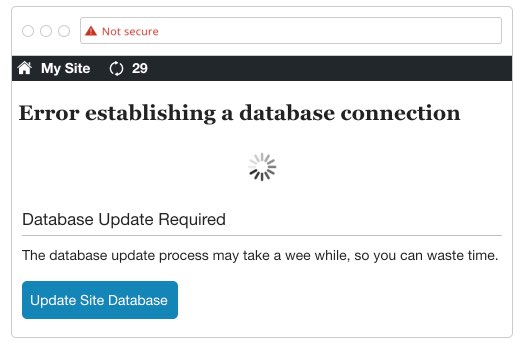 Not secure
My Site 29
Error establishing a database connection
Database Update Required
The database update process may take a wee while, so you can waste time.
Update Site Database